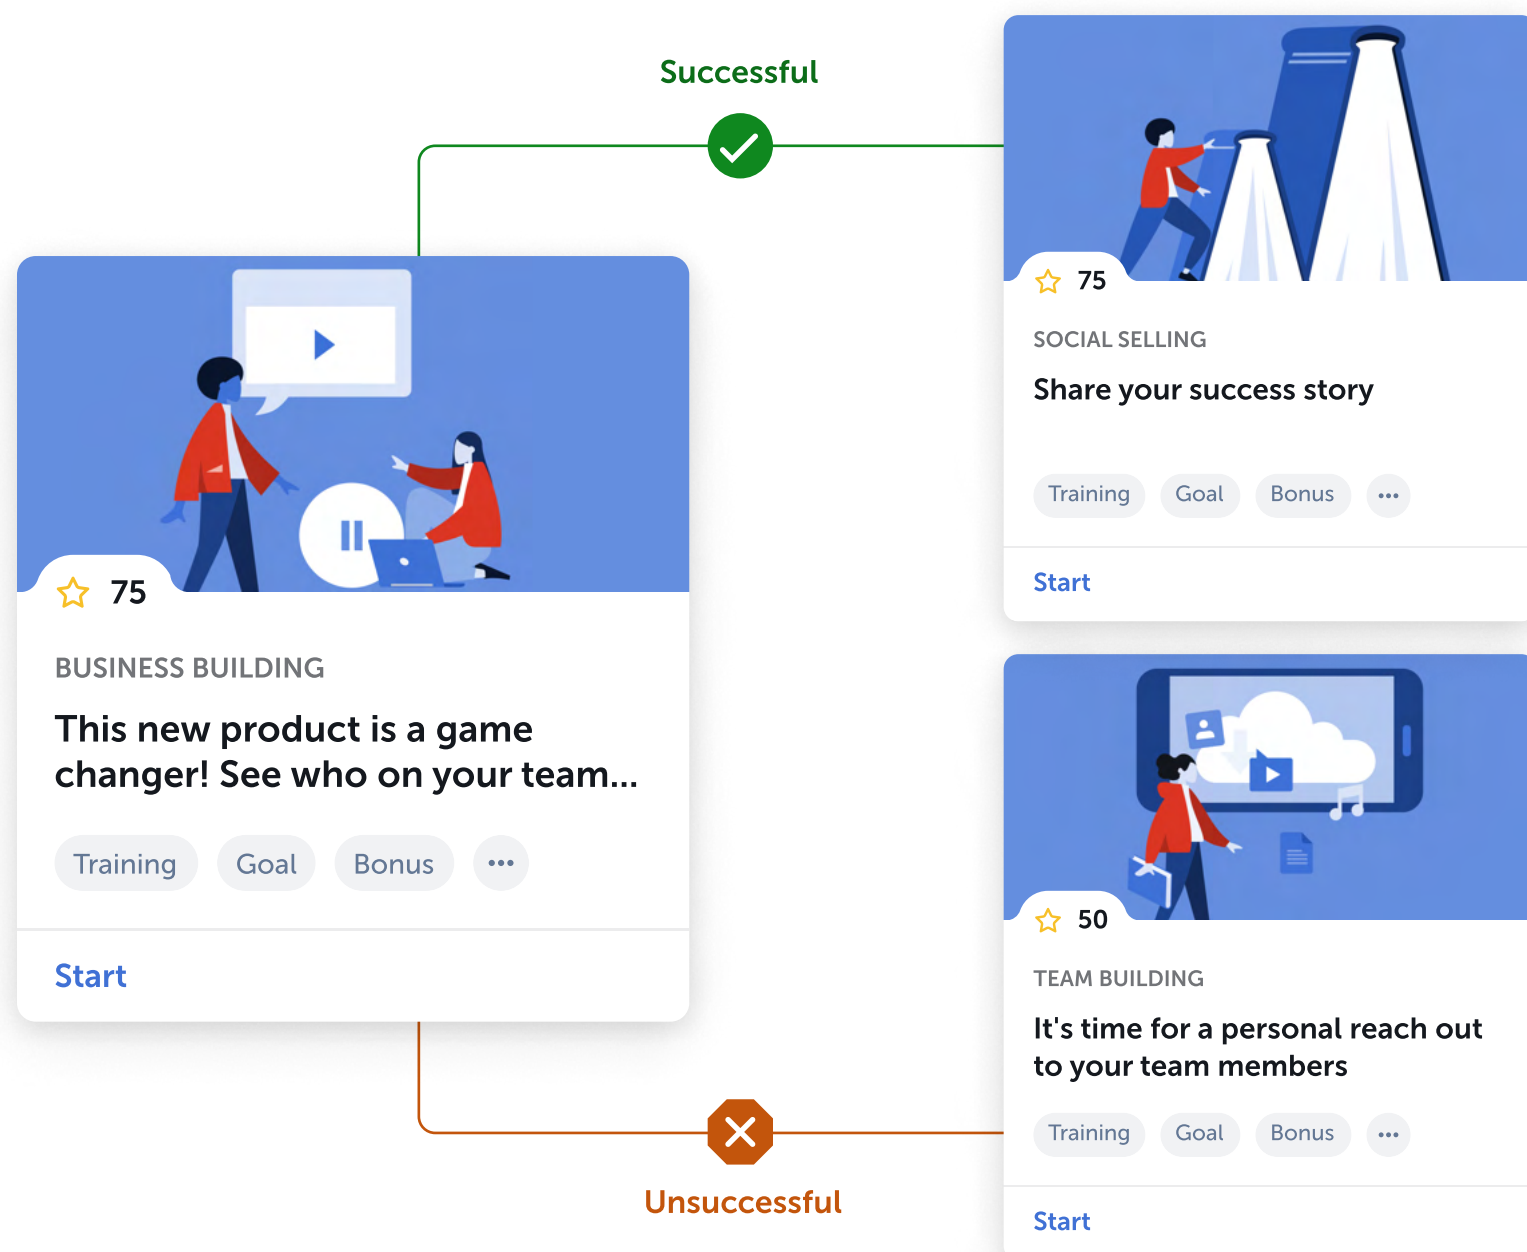 Successful
75
BUSINESS BUILDING
This new product is a game
changer! See who on your team...
Training
Goal
Bonus
•••
Start
75
SOCIAL SELLING
Share your success story
Training
Goal
Bonus
•••
Start
50
TEAM BUILDING
It's time for a personal reach out
to your team members
Training
Goal
Bonus
•••
Start
Unsuccessful